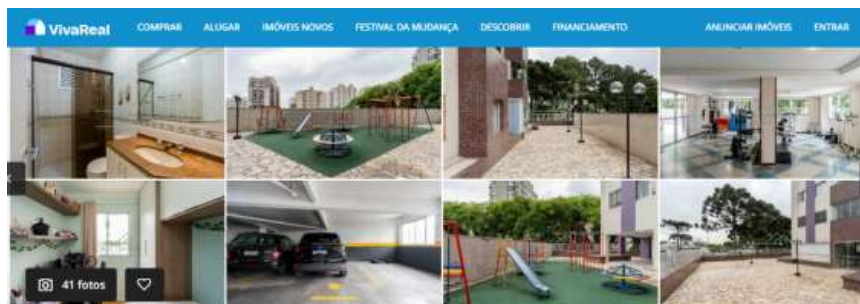 VivaReal COMPRAR ALUGAR IMÓVEIS NOVOS FESTIVAL DA MUDANÇA DESCOBRIR FINANCIAMENTO ANUNCIAR IMÓVEIS ENTRAR
41 fotos